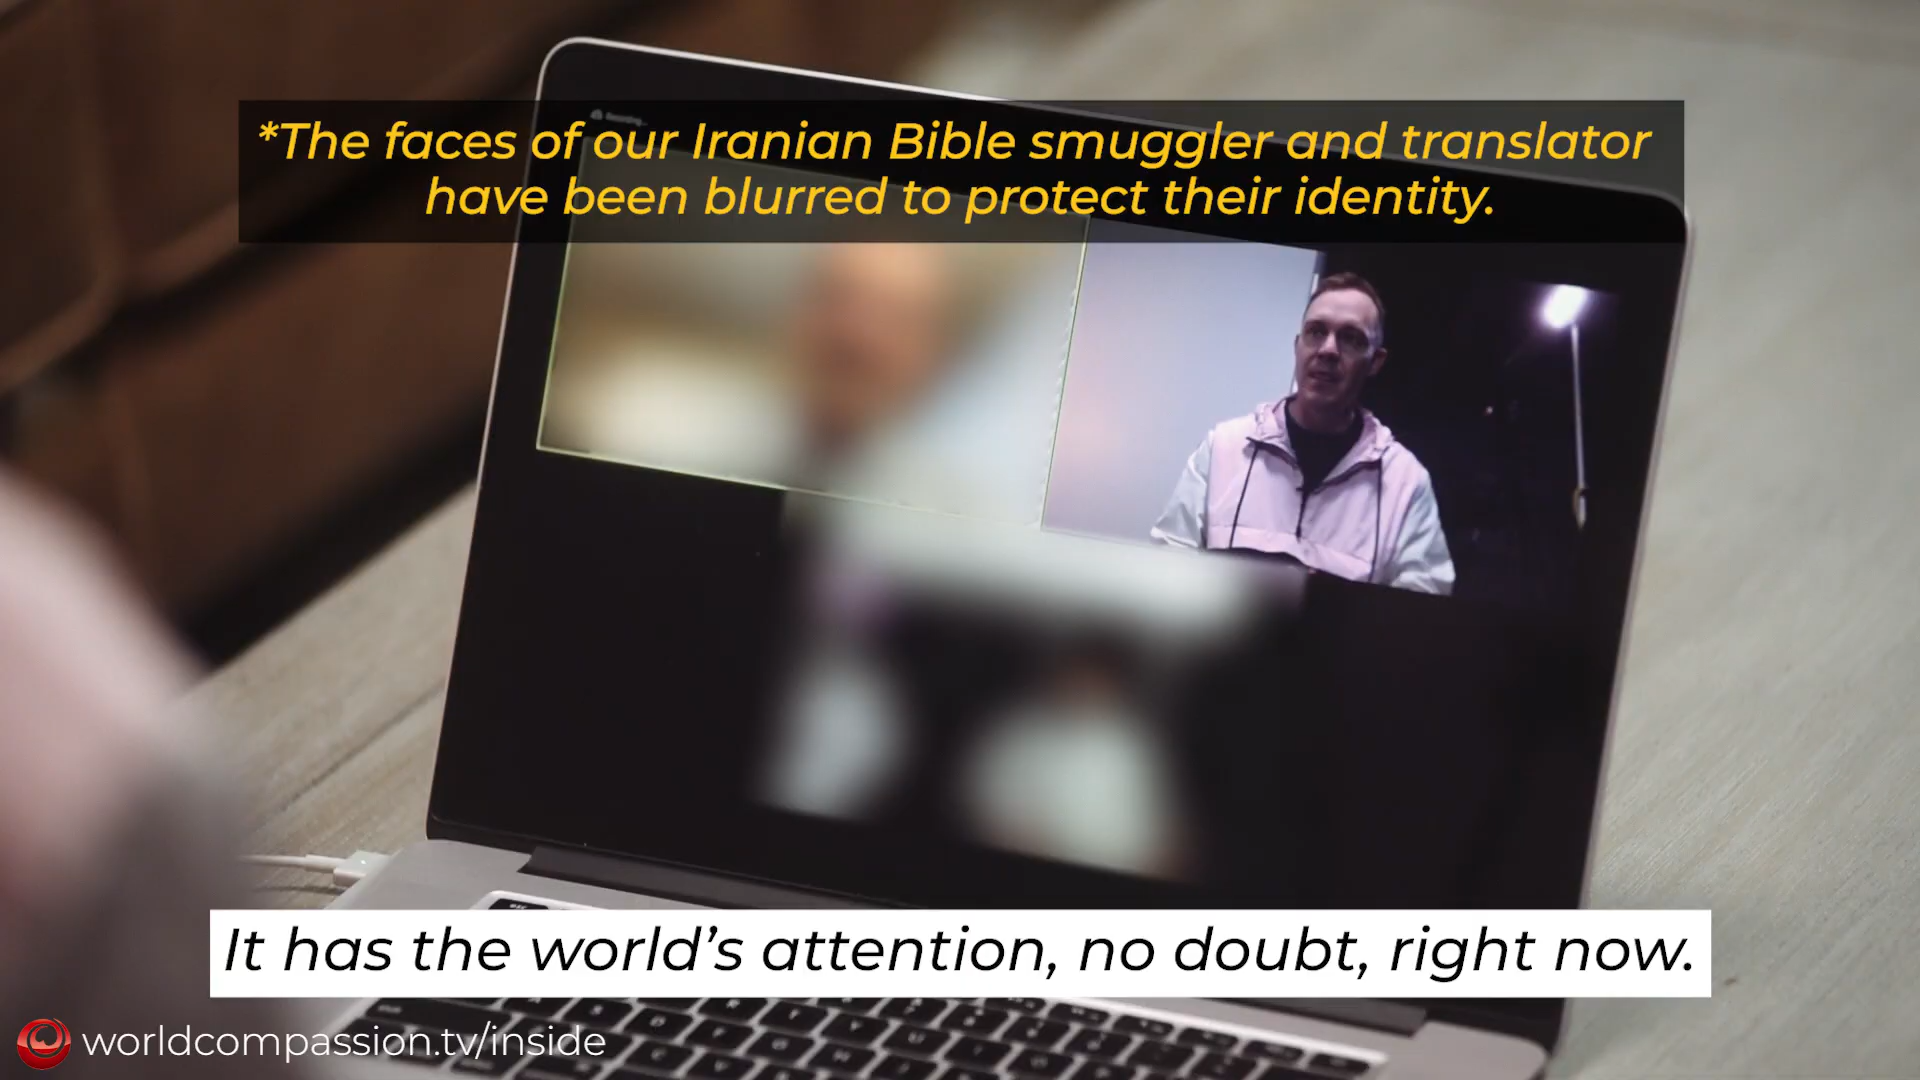 *The faces of our Iranian Bible smuggler and translator
have been blurred to protect their identity.
It has the world's attention, no doubt, right now.
worldcompassion.tv/inside